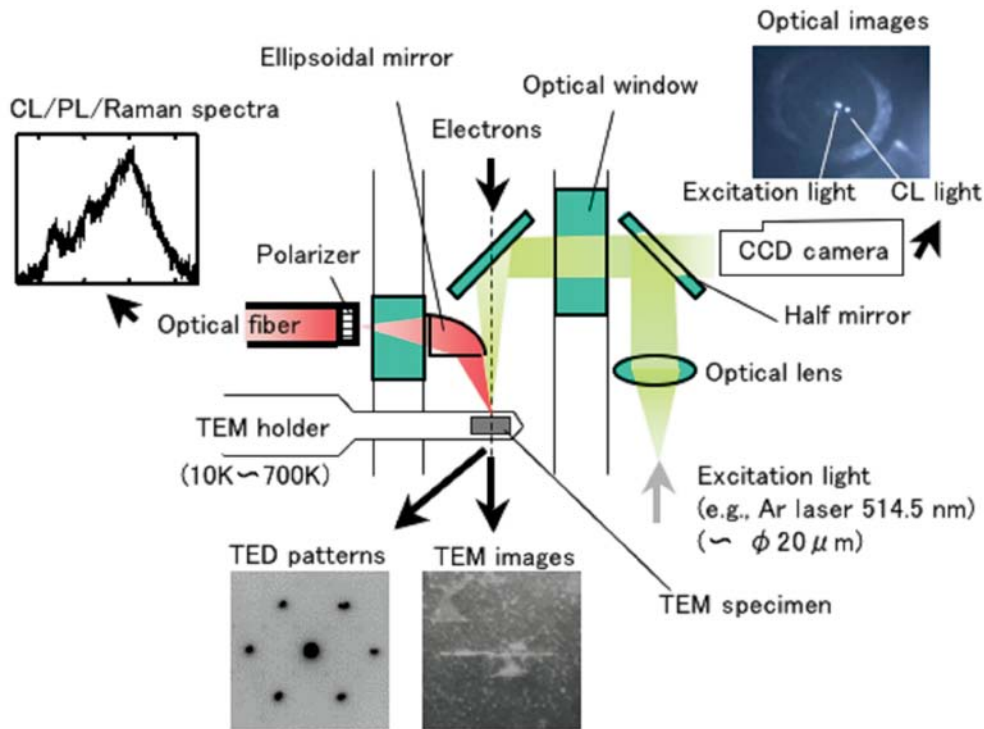 Optical images
Ellipsoidal mirror
Optical window
CL/PL/Raman spectra
Electrons
Excitation light
CL light
Polarizer
CCD camera
Optical fiber
Half mirror
Optical lens
TEM holder
(10K～700K)
Excitation light
(e.g., Ar laser 514.5 nm)
(～ φ20μm)
TED patterns
TEM images
TEM specimen